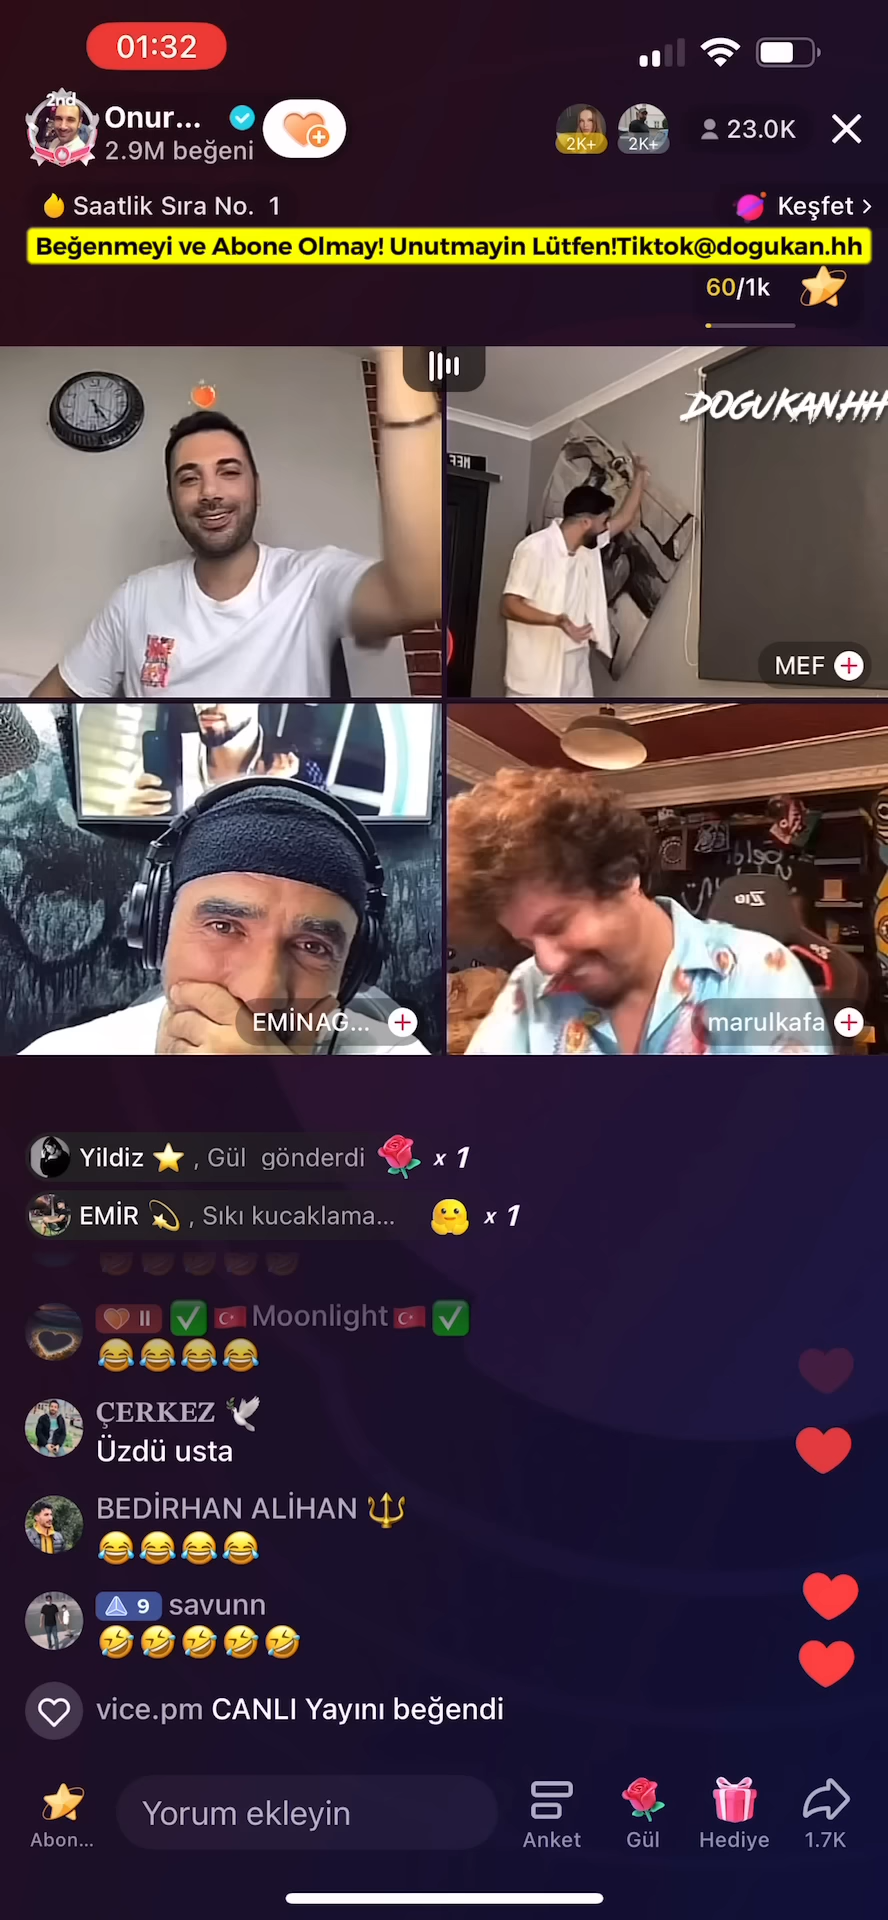 01:32
2nd
Onur...
2.9M beğeni
2K+
2K+
23.0K
Saatlik Sıra No. 1
Keşfet >
Beğenmeyi ve Abone Olmay! Unutmayin Lütfen!Tiktok@dogukan.hh
60/1k
DOGUKAN.HH
MEF
MEF
EMİNAG...
marulkafa
Yildiz ⭐ , Gül gönderdi x 1
EMİR 💫 , Sıkı kucaklama... x 1
🤣🤣🤣🤣🤣
II ✅🇹🇷Moonlight🇹🇷✅
😂😂😂😂
ÇERKEZ 🕊️
Üzdü usta
BEDİRHAN ALİHAN 🔱
😂😂😂😂
9 savunn
🤣🤣🤣🤣🤣
vice.pm CANLI Yayını beğendi
Yorum ekleyin
Abon...
Anket
Gül
Hediye
1.7K